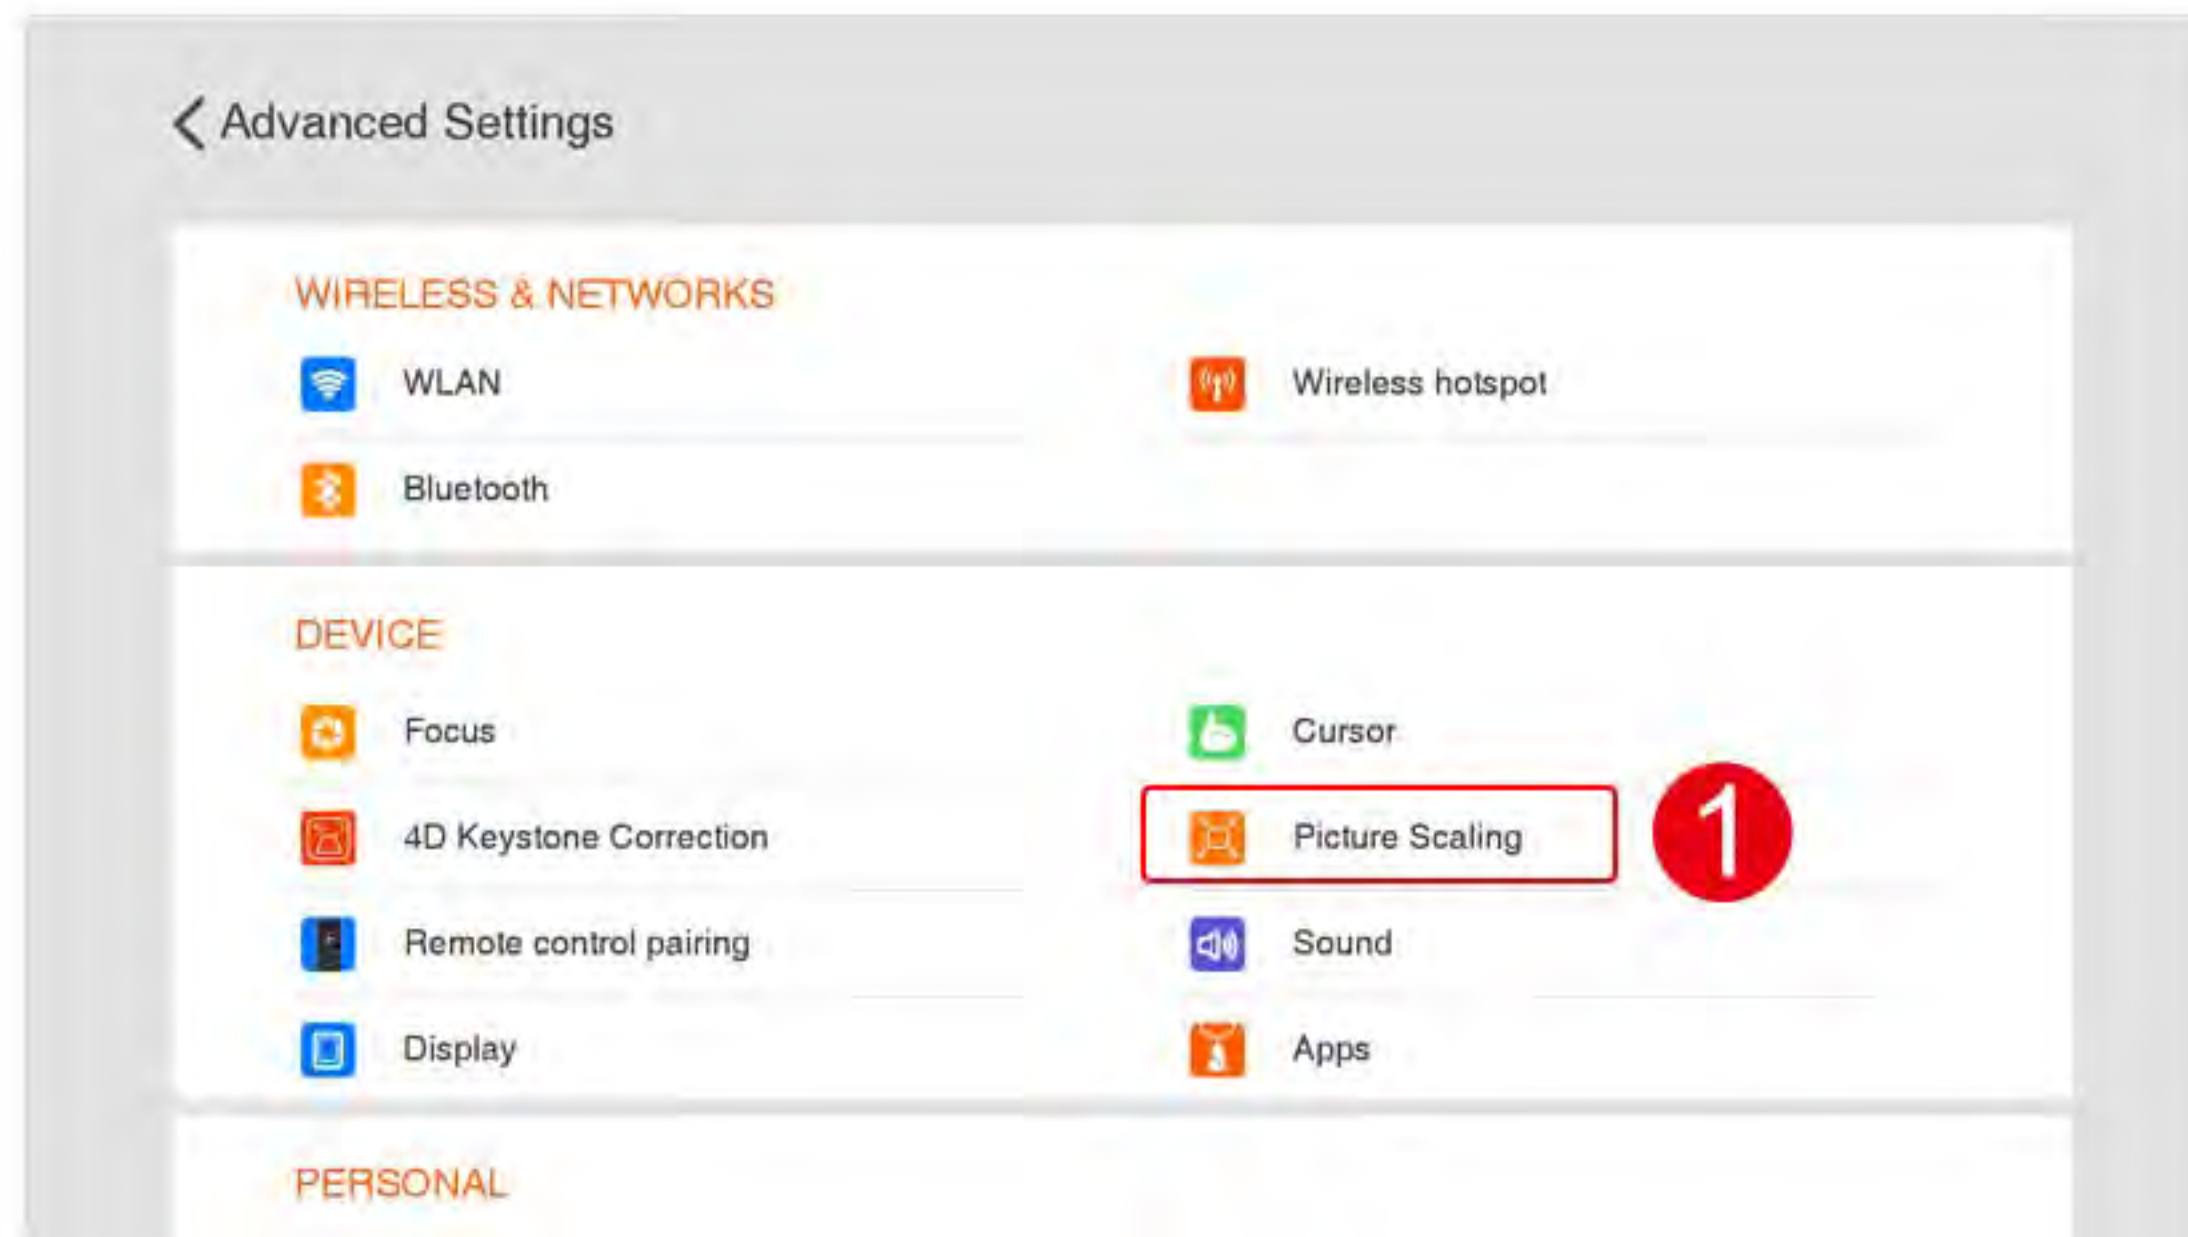 Advanced Settings
WIRELESS & NETWORKS
WLAN
Wireless hotspot
Bluetooth
DEVICE
Focus
Cursor
4D Keystone Correction
Picture Scaling
1
Remote control pairing
Sound
Display
Apps
PERSONAL